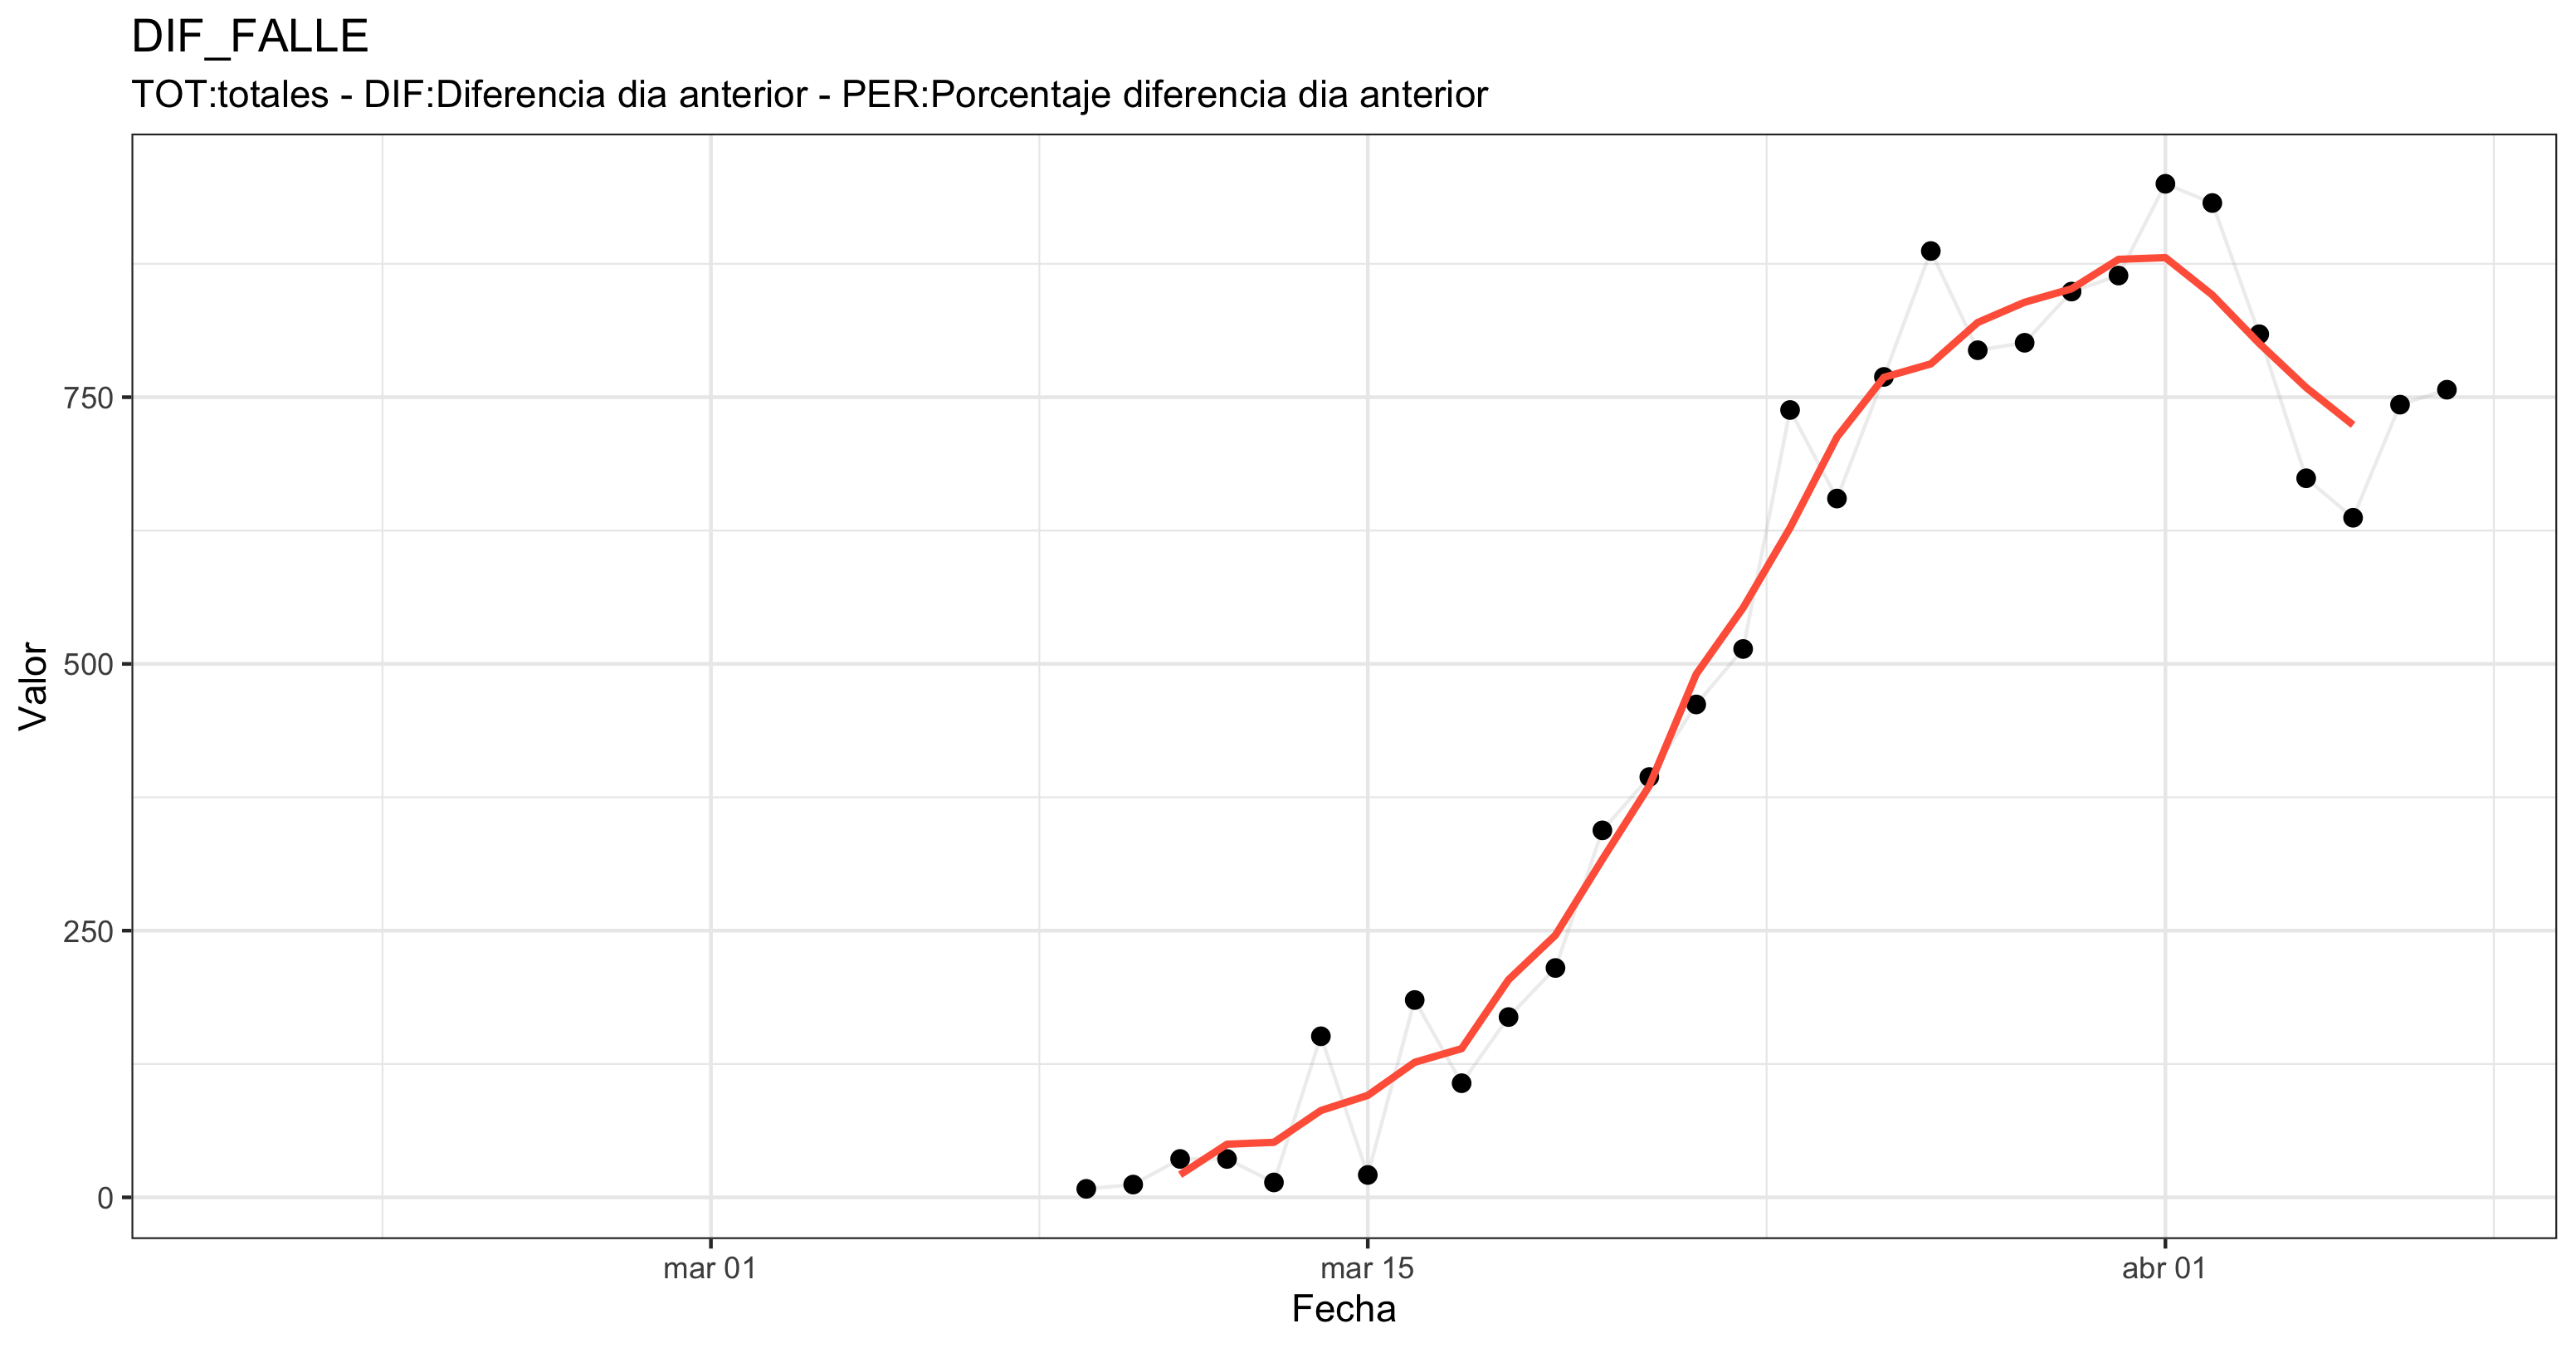 DIF_FALLE
TOT:totales - DIF:Diferencia dia anterior - PER:Porcentaje diferencia dia anterior
Valor
750
500
250
0
mar 01
mar 15
abr 01
Fecha